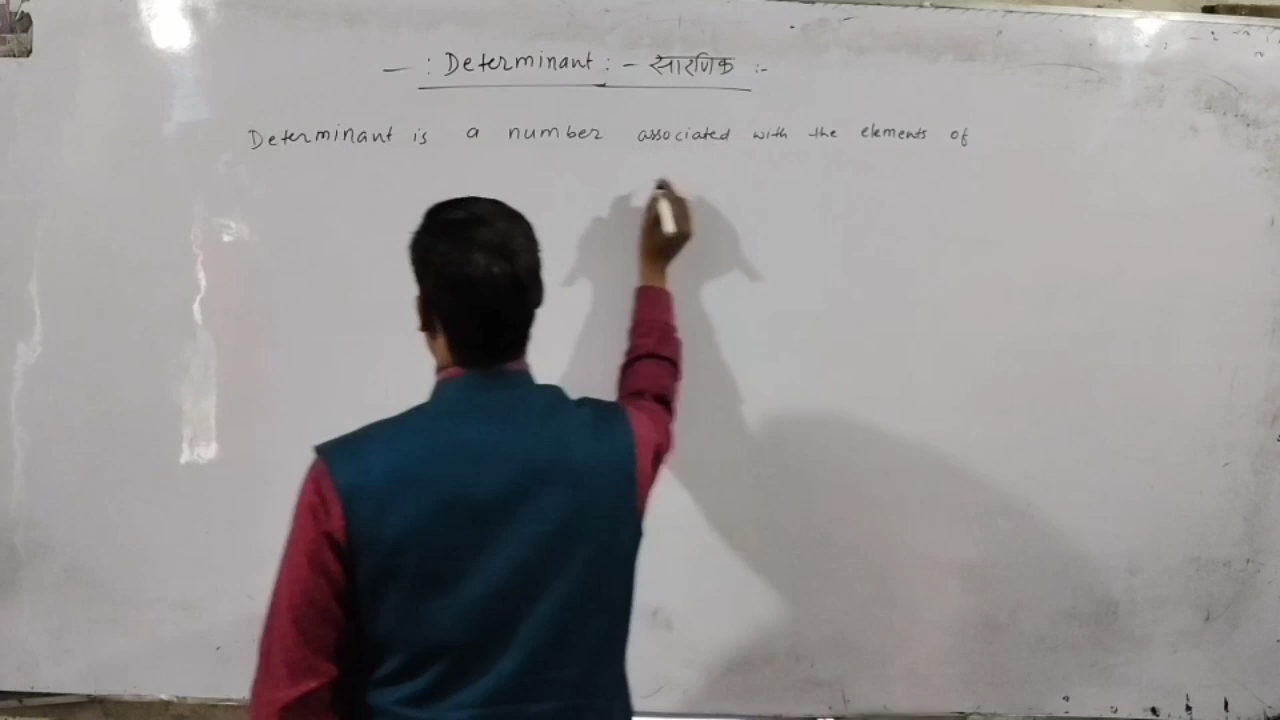 — : Determinant : - सारणिक :-
Determinant is a number associated with the elements of